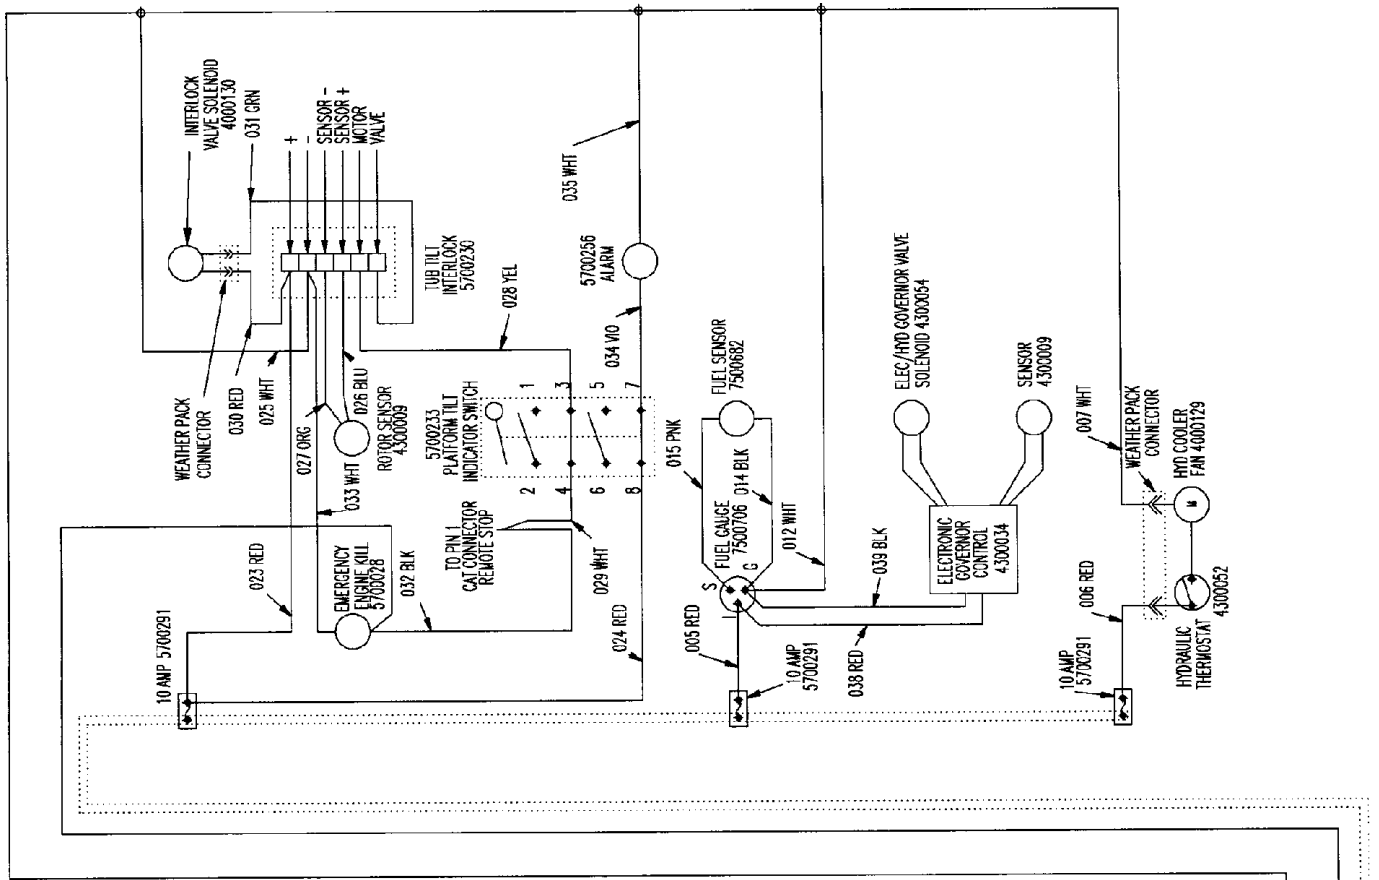 INTERLOCK
VALVE SOLENOID
4000130
031 GRN
+
-
SENSOR -
SENSOR +
MOTOR
VALVE
TUB TILT
INTERLOCK
5700230
WEATHER PACK
CONNECTOR
030 RED
025 WHT
027 ORG
026 BLU
ROTOR SENSOR
4300009
033 WHT
028 YEL
5700233
PLATFORM TILT
INDICATOR SWITCH
1
3
5
7
2
4
6
8
023 RED
EMERGENCY
ENGINE KILL
5700028
032 BLK
TO PIN 1
CAT CONNECTOR
REMOTE STOP
029 WHT
024 RED
10 AMP 5700291
035 WHT
5700256
ALARM
034 VIO
FUEL SENSOR
7500682
015 PNK
014 BLK
FUEL GAUGE
7500706
S
G
I
012 WHT
005 RED
10 AMP
5700291
038 RED
039 BLK
ELEC/HYD GOVERNOR VALVE
SOLENOID 4300054
SENSOR
4300009
ELECTRONIC
GOVERNOR
CONTROL
4300034
007 WHT
WEATHER PACK
CONNECTOR
HYD COOLER
FAN 4000129
M
006 RED
4300052
HYDRAULIC
THERMOSTAT
10 AMP
5700291